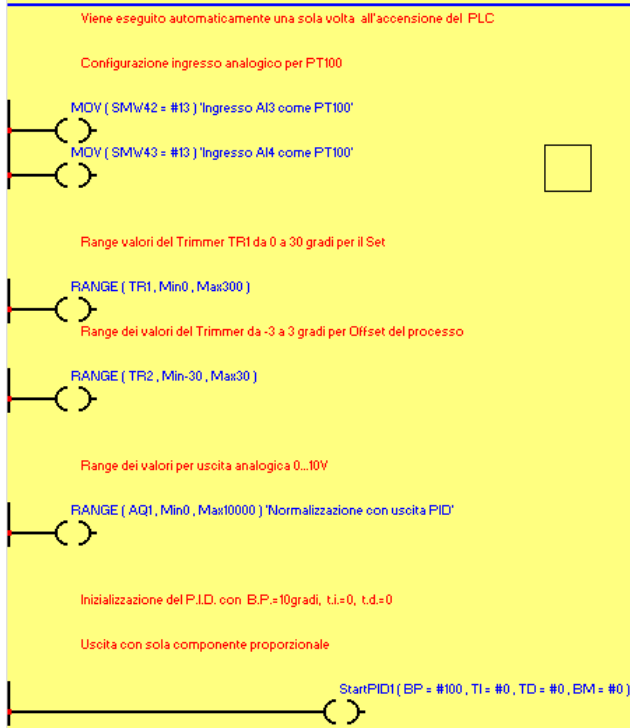 Viene eseguito automaticamente una sola volta all'accensione del PLC
Configurazione ingresso analogico per PT100
MOV ( SMW42 = #13 ) 'Ingresso AI3 come PT100'
MOV ( SMW43 = #13 ) 'Ingresso AI4 come PT100'
Range valori del Trimmer TR1 da 0 a 30 gradi per il Set
RANGE ( TR1, Min0 , Max300 )
Range dei valori del Trimmer da -3 a 3 gradi per Offset del processo
RANGE ( TR2 , Min-30 , Max30 )
Range dei valori per uscita analogica 0...10V
RANGE ( AQ1, Min0 , Max10000 ) 'Normalizzazione con uscita PID'
Inizializzazione del P.I.D. con B.P.=10gradi, t.i.=0, t.d.=0
Uscita con sola componente proporzionale
StartPID1 ( BP = #100 , TI = #0 , TD = #0 , BM = #0 )